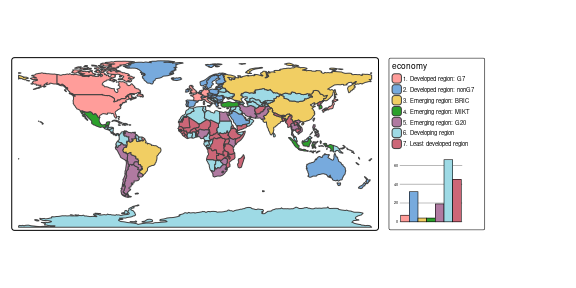 economy
1. Developed region: G7
2. Developed region: nonG7
3. Emerging region: BRIC
4. Emerging region: MIKT
5. Emerging region: G20
6. Developing region
7. Least developed region
60
40
20
0